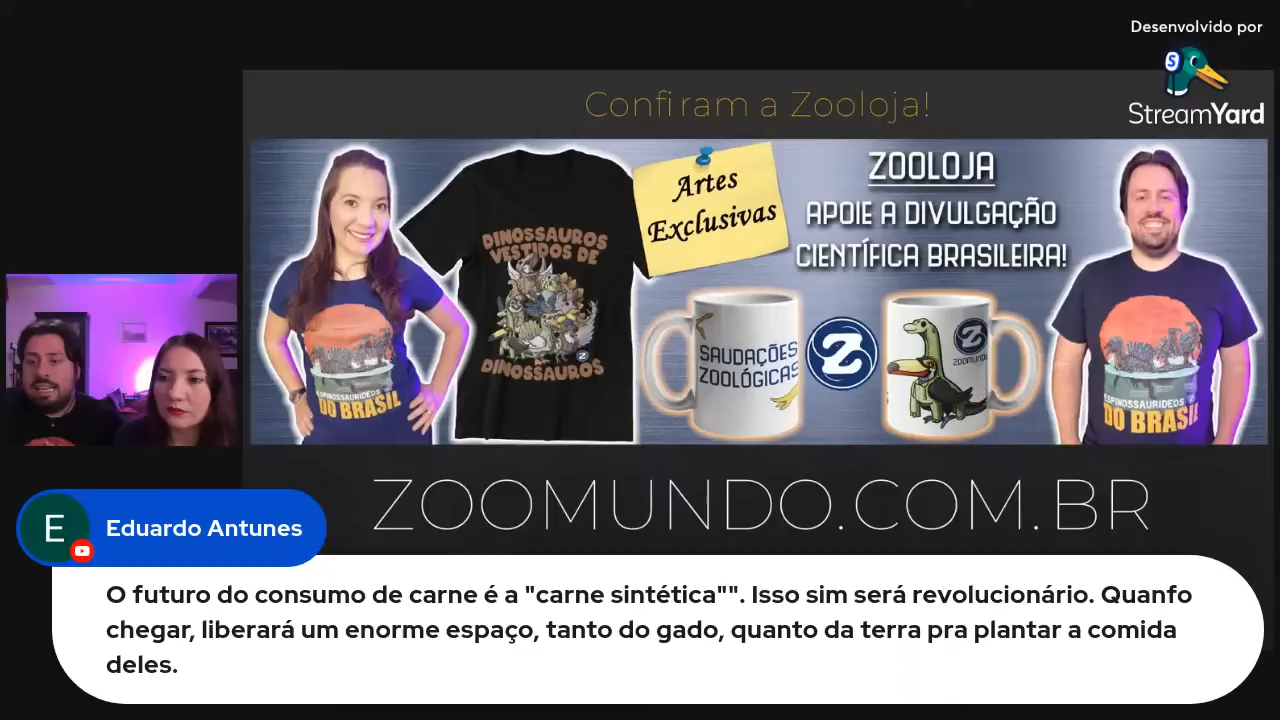 Desenvolvido por
S
StreamYard
Confiram a Zooloja!
Artes
Exclusivas
ZOOLOJA
APOIE A DIVULGAÇÃO
CIENTÍFICA BRASILEIRA!
DINOSSAUROS
VESTIDOS DE
DINOSSAUROS
ESPINOSSAURÍDEOS
DO BRASIL
SAUDAÇÕES
ZOOLÓGICAS
Z
ZOOMUNDO
ESPINOSSAURÍDEOS
DO BRASIL
ZOOMUNDO.COM.BR
E
Eduardo Antunes
O futuro do consumo de carne é a "carne sintética"". Isso sim será revolucionário. Quanfo
chegar, liberará um enorme espaço, tanto do gado, quanto da terra pra plantar a comida
deles.